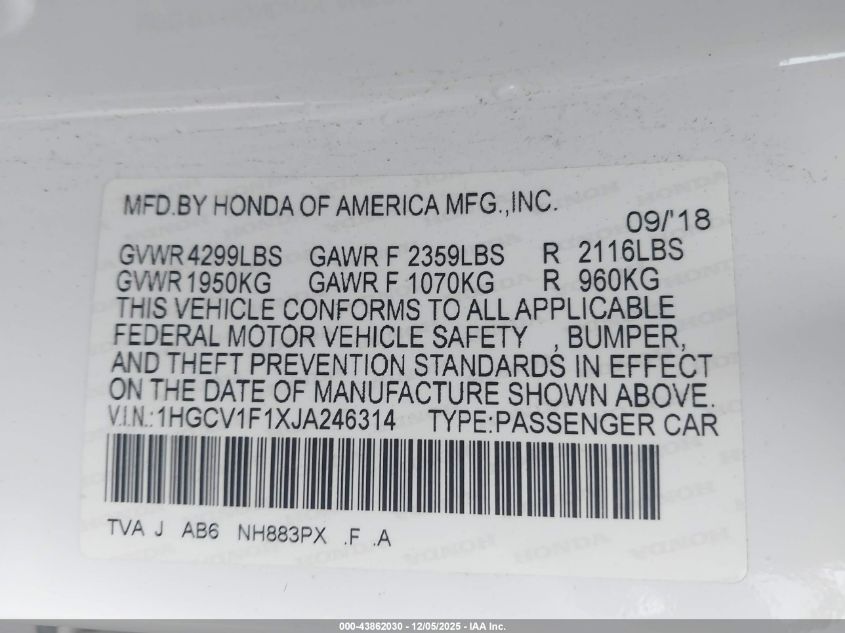 MFD.BY HONDA OF AMERICA MFG.,INC.
09/'18
GVWR 4299LBS GAWR F 2359LBS R 2116LBS
GVWR 1950KG GAWR F 1070KG R 960KG
THIS VEHICLE CONFORMS TO ALL APPLICABLE
FEDERAL MOTOR VEHICLE SAFETY , BUMPER,
AND THEFT PREVENTION STANDARDS IN EFFECT
ON THE DATE OF MANUFACTURE SHOWN ABOVE.
V.I.N.:1HGCV1F1XJA246314 TYPE:PASSENGER CAR
TVA J AB6 NH883PX .F .A
000-43862030 - 12/05/2025 - IAA Inc.